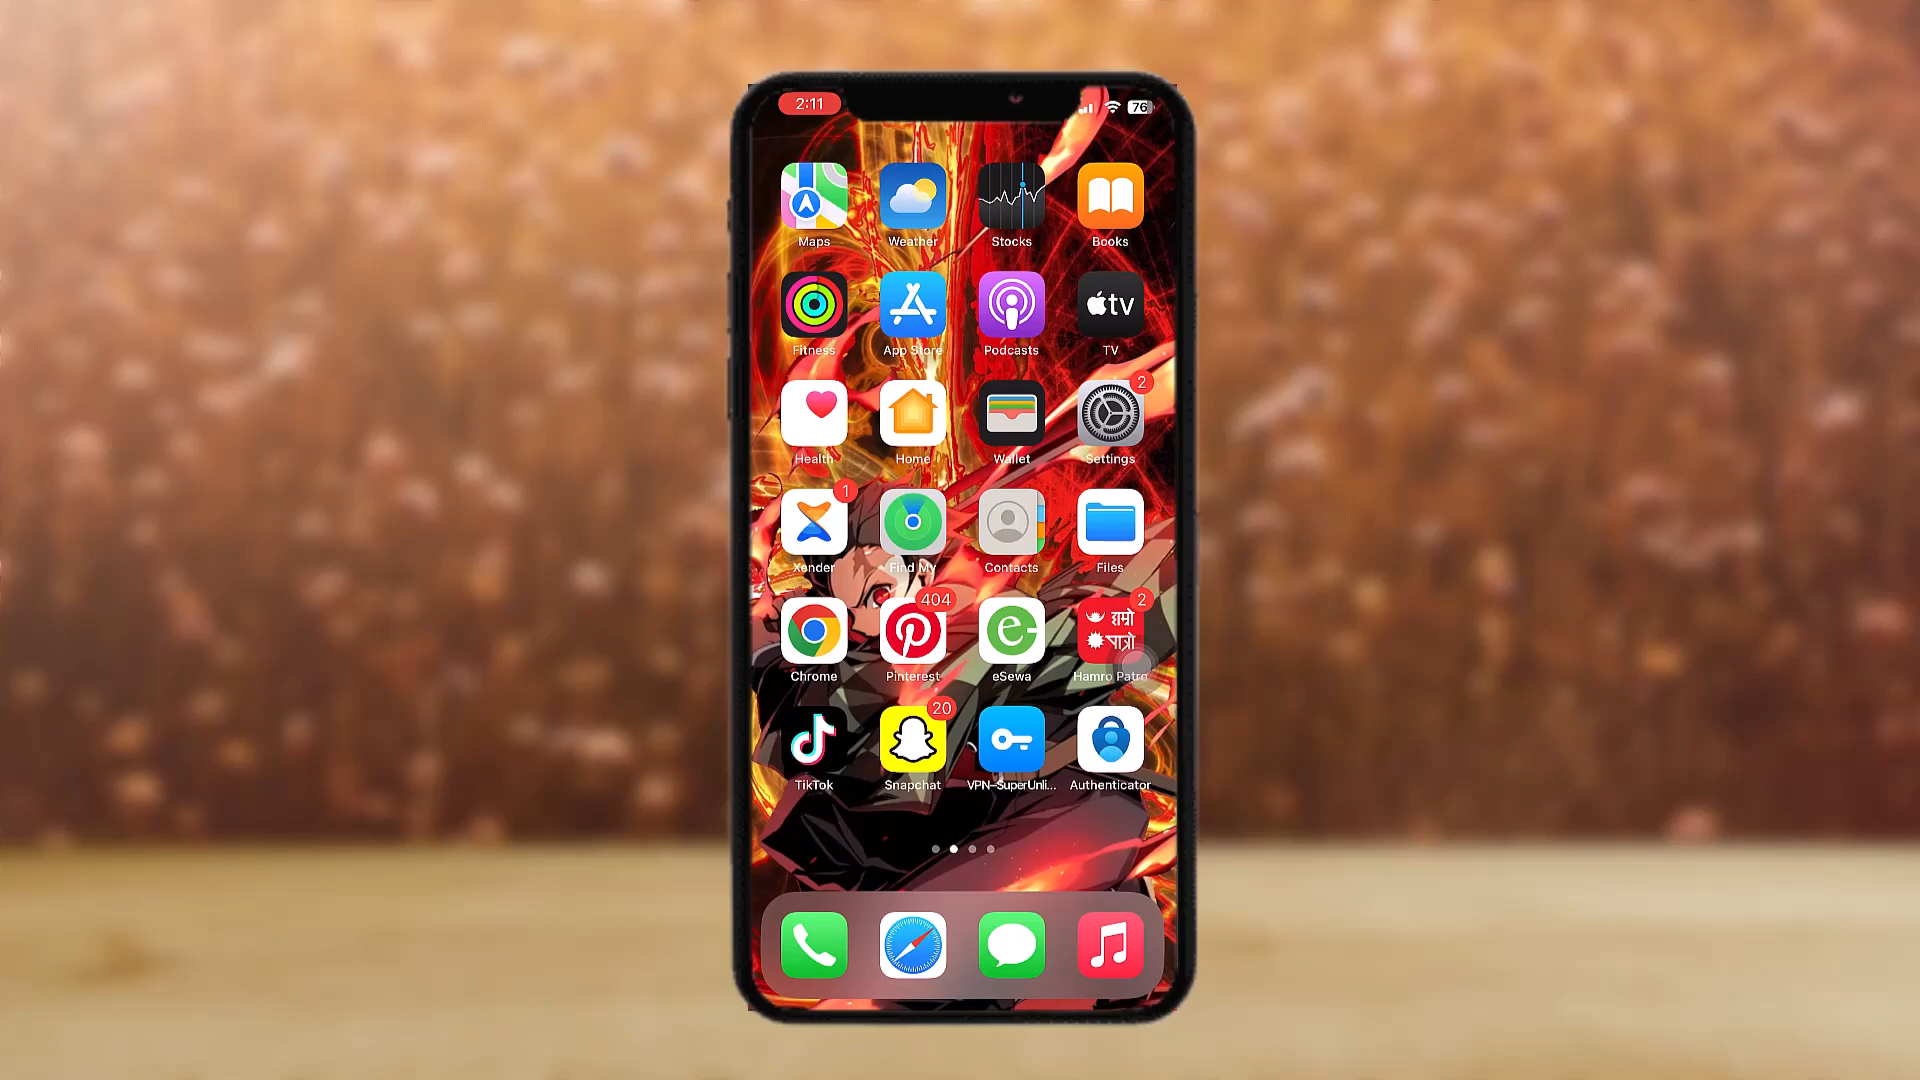 2:11
76
Maps Weather Stocks Books
tv
Fitness App Store Podcasts TV
2
Health Home Wallet Settings
1
Xender Find My Contacts Files
404 2
e
हाम्रो
पात्रो
Chrome Pinterest eSewa Hamro Patro
20
TikTok Snapchat VPN–SuperUnli... Authenticator